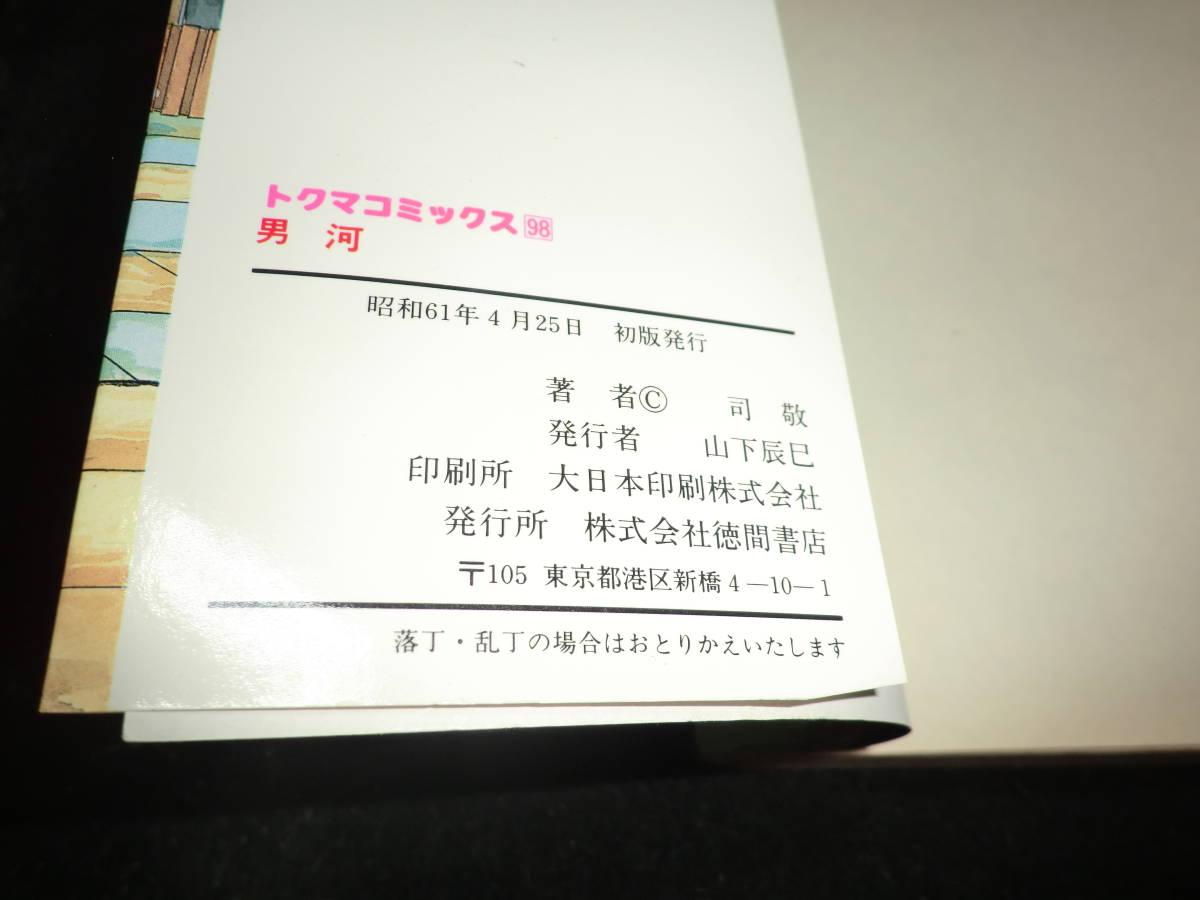 トクマコミックス 98
男 河
昭和61年4月25日 初版発行
著 者© 司 敬
発行者 山下辰巳
印刷所 大日本印刷株式会社
発行所 株式会社徳間書店
〒105 東京都港区新橋4―10―1
落丁・乱丁の場合はおとりかえいたします